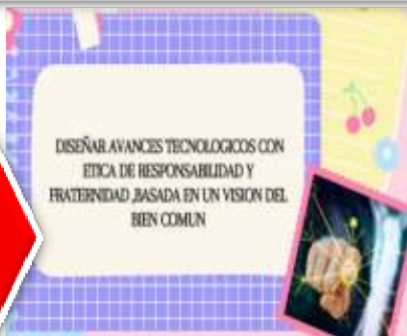 DISEÑAR AVANCES TECNOLOGICOS CON
ETICA DE RESPONSABILIDAD Y
FRATERNIDAD ,BASADA EN UN VISION DEL
BIEN COMUN